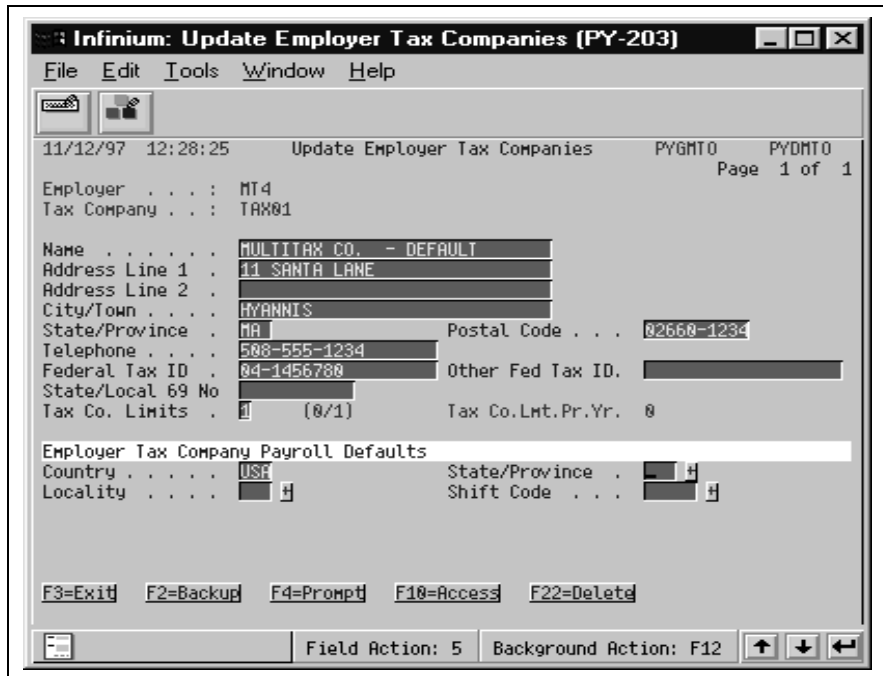 Infinium: Update Employer Tax Companies (PY-203)
File Edit Tools Window Help
11/12/97 12:28:25 Update Employer Tax Companies PYGMTO PYDMTO
Page 1 of 1
Employer . . . : MT4
Tax Company . . : TAX01
Name . . . . . . MULTITAX CO. - DEFAULT
Address Line 1 . 11 SANTA LANE
Address Line 2 .
City/Town . . . . HYANNIS
State/Province . MA Postal Code . . . 02660-1234
Telephone . . . . 508-555-1234
Federal Tax ID . 04-1456780 Other Fed Tax ID.
State/Local 69 No
Tax Co. Limits . 1 (0/1) Tax Co.Lmt.Pr.Yr. 0
Employer Tax Company Payroll Defaults
Country . . . . . USA State/Province . +
Locality . . . . + Shift Code . . . +
F3=Exit F2=Backup F4=Prompt F10=Access F22=Delete
Field Action: 5 Background Action: F12